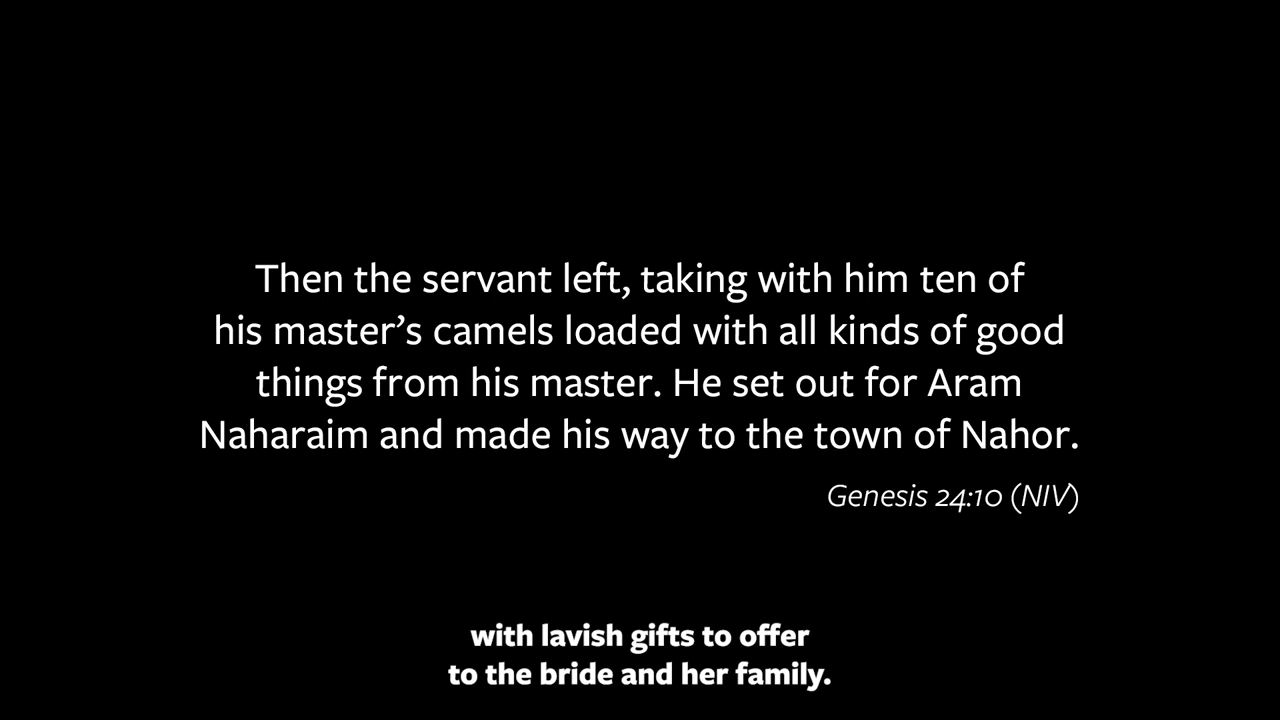 Then the servant left, taking with him ten of
his master’s camels loaded with all kinds of good
things from his master. He set out for Aram
Naharaim and made his way to the town of Nahor.
Genesis 24:10 (NIV)
with lavish gifts to offer
to the bride and her family.